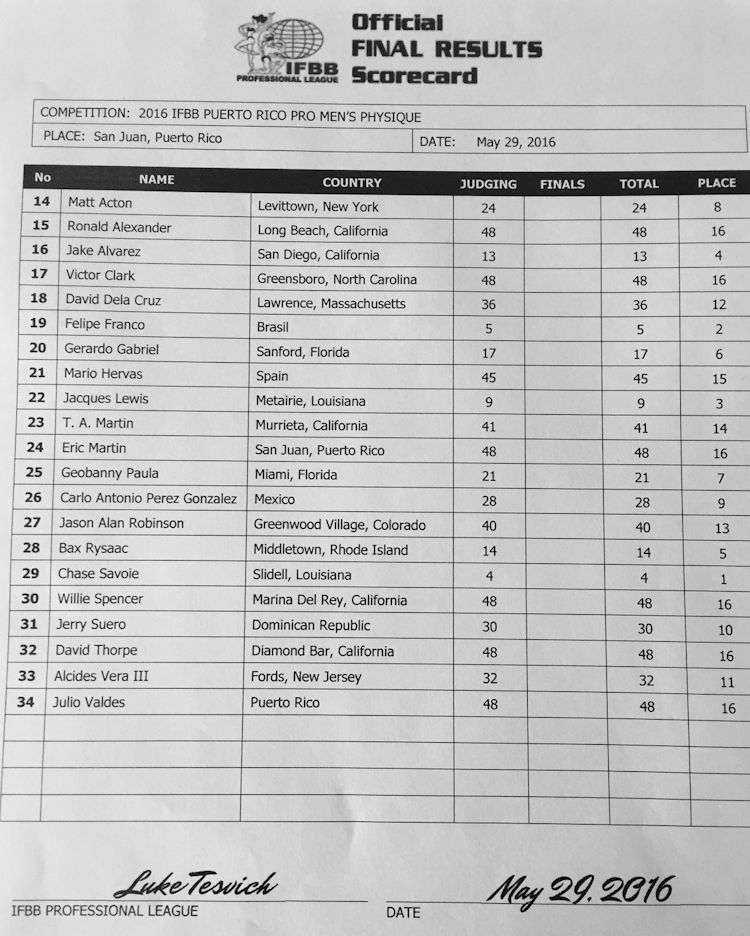 Official
FINAL RESULTS
Scorecard
IFBB
PROFESSIONAL LEAGUE
COMPETITION: 2016 IFBB PUERTO RICO PRO MEN'S PHYSIQUE
PLACE: San Juan, Puerto Rico DATE: May 29, 2016
No NAME COUNTRY JUDGING FINALS TOTAL PLACE
14 Matt Acton Levittown, New York 24 24 8
15 Ronald Alexander Long Beach, California 48 48 16
16 Jake Alvarez San Diego, California 13 13 4
17 Victor Clark Greensboro, North Carolina 48 48 16
18 David Dela Cruz Lawrence, Massachusetts 36 36 12
19 Felipe Franco Brasil 5 5 2
20 Gerardo Gabriel Sanford, Florida 17 17 6
21 Mario Hervas Spain 45 45 15
22 Jacques Lewis Metairie, Louisiana 9 9 3
23 T. A. Martin Murrieta, California 41 41 14
24 Eric Martin San Juan, Puerto Rico 48 48 16
25 Geobanny Paula Miami, Florida 21 21 7
26 Carlo Antonio Perez Gonzalez Mexico 28 28 9
27 Jason Alan Robinson Greenwood Village, Colorado 40 40 13
28 Bax Rysaac Middletown, Rhode Island 14 14 5
29 Chase Savoie Slidell, Louisiana 4 4 1
30 Willie Spencer Marina Del Rey, California 48 48 16
31 Jerry Suero Dominican Republic 30 30 10
32 David Thorpe Diamond Bar, California 48 48 16
33 Alcides Vera III Fords, New Jersey 32 32 11
34 Julio Valdes Puerto Rico 48 48 16
Luke Tesvich May 29. 2016
IFBB PROFESSIONAL LEAGUE DATE